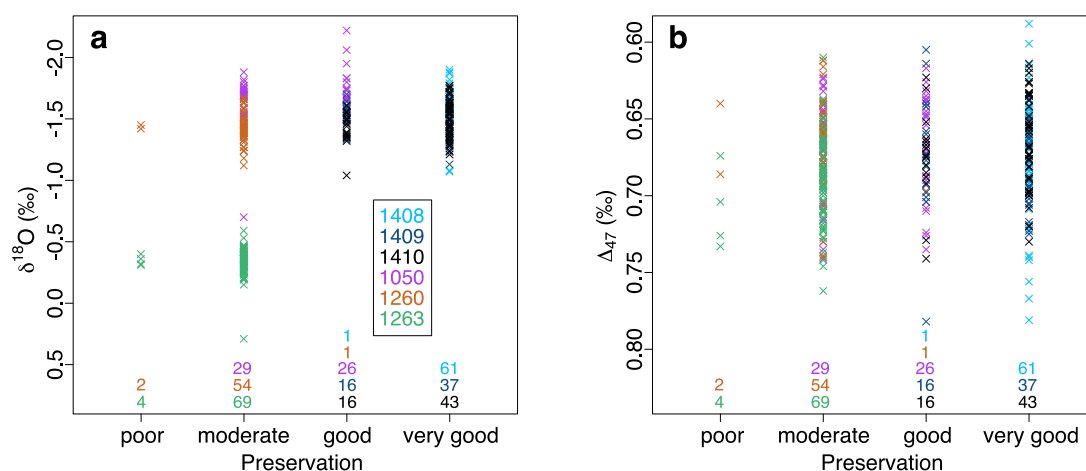 a
δ18O (‰)
-2.0
-1.5
-1.0
-0.5
0.0
0.5
1408
1409
1410
1050
1260
1263
1
1
29 26 61
2 54 16 37
4 69 16 43
poor moderate good very good
Preservation
b
Δ47 (‰)
0.60
0.65
0.70
0.75
0.80
1
1
29 26 61
2 54 16 37
4 69 16 43
poor moderate good very good
Preservation